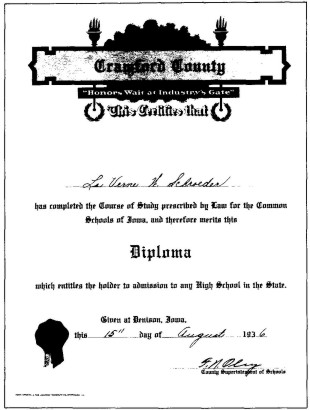 Crawford County
"Honors Wait at Industry's Gate"
This Certifies that
La Verne W. Schroeder
has completed the Course of Study prescribed by Law for the Common
Schools of Iowa, and therefore merits this
Diploma
which entitles the holder to admission to any High School in the State.
Given at Denison, Iowa,
this 15" day of August 1936
County Superintendent of Schools